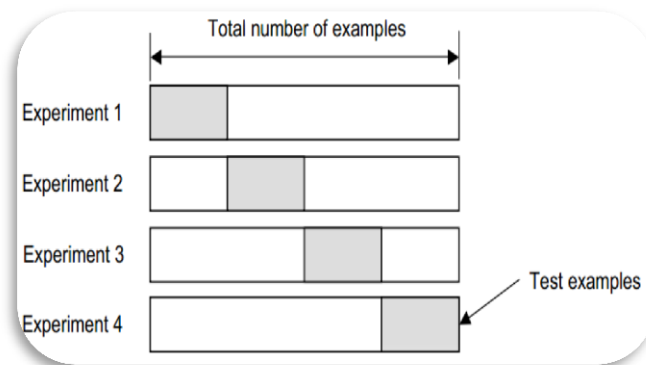 Total number of examples
Experiment 1
Experiment 2
Experiment 3
Test examples
Experiment 4